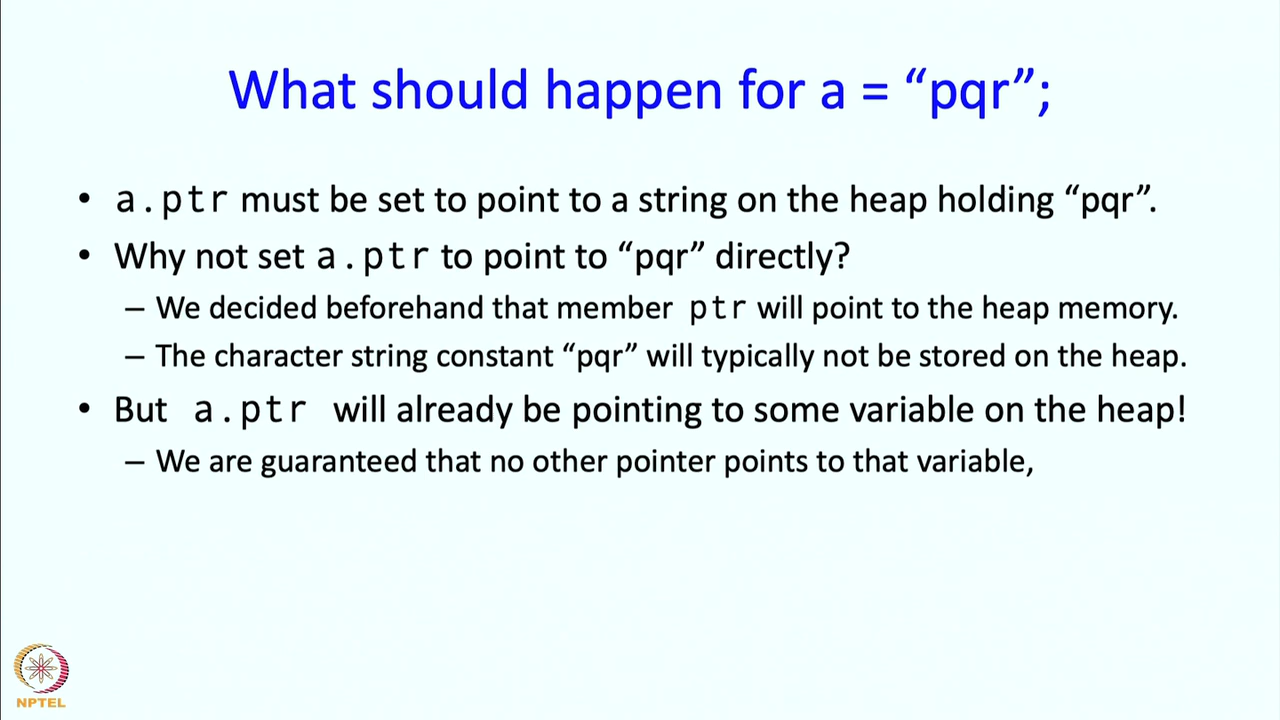 What should happen for a = “pqr”;
• a.ptr must be set to point to a string on the heap holding “pqr”.
• Why not set a.ptr to point to “pqr” directly?
– We decided beforehand that member ptr will point to the heap memory.
– The character string constant “pqr” will typically not be stored on the heap.
• But a.ptr will already be pointing to some variable on the heap!
– We are guaranteed that no other pointer points to that variable,
NPTEL